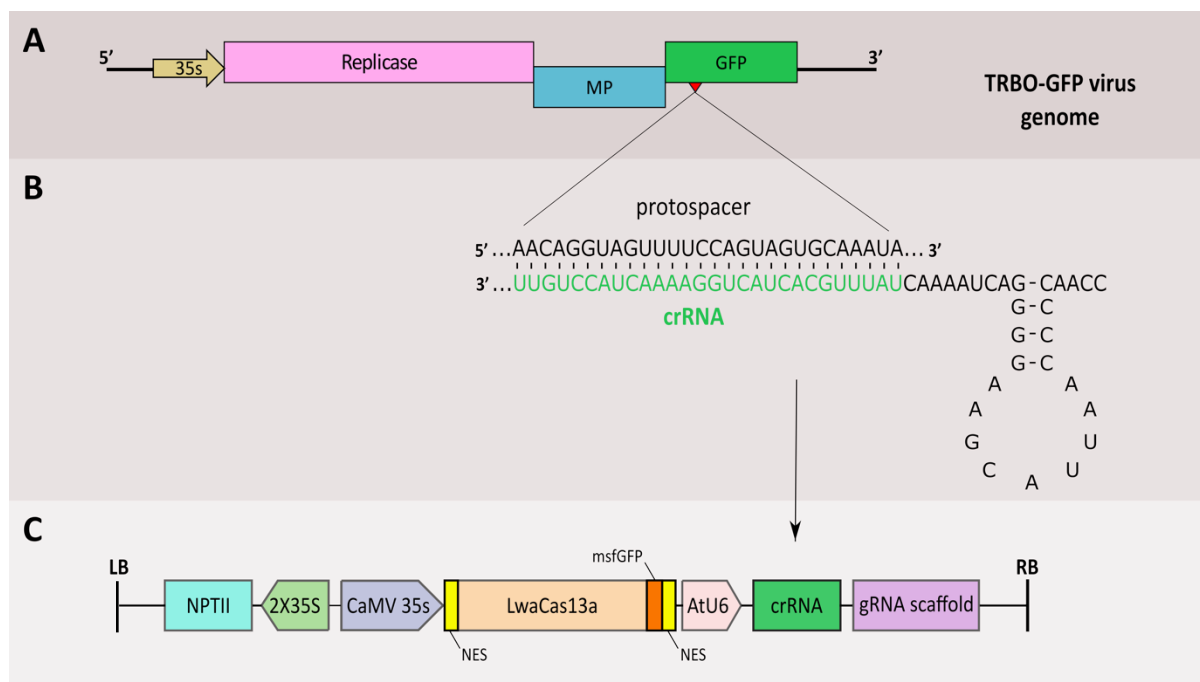 A
5’ 35s Replicase MP GFP 3’
TRBO-GFP virus
genome
B
protospacer
5’ ...AACAGGUAGUUUUCCAGUAGUGCAAAUA... 3’
3’ ...UUGUCCAUCAAAAGGUCAUCACGUUUAUCAAAAUCAG-CAACC
crRNA
G-C
G-C
G-C
A A
A A
G U
C U
A
C
LB RB
msfGFP
NPTII 2X35S CaMV 35s LwaCas13a AtU6 crRNA gRNA scaffold
NES NES